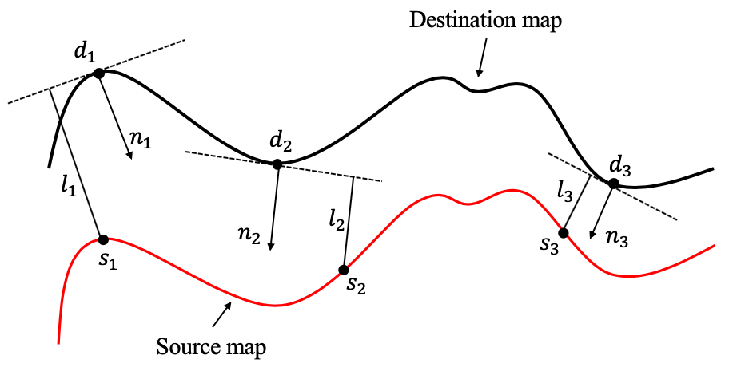 Destination map
d₁
d₂
d₃
n₁
l₁
n₂
l₂
l₃
n₃
s₁
s₂
s₃
Source map